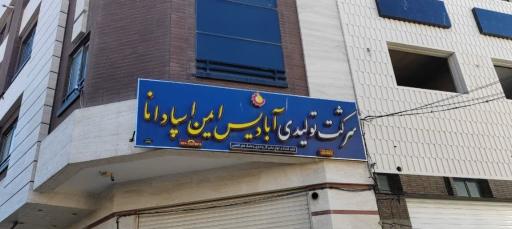 شرکت تولیدی آبادیس امین اسپادانا